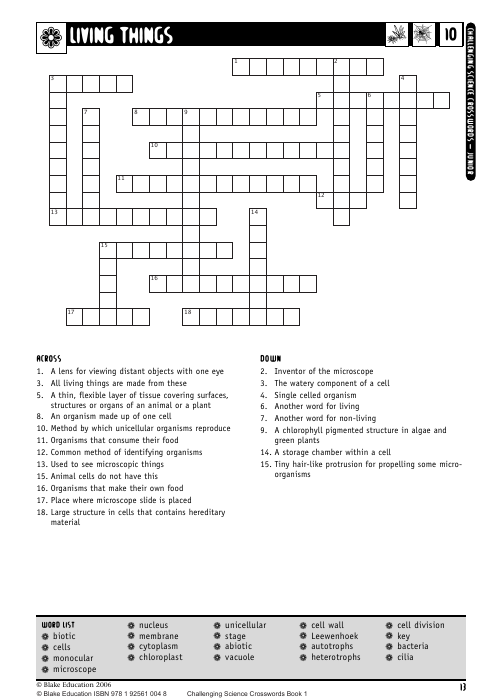 LIVING THINGS
10
CHALLENGING SCIENCE CROSSWORDS – JUNIOR
1
2
3
4
5
6
7
8
9
10
11
12
13
14
15
16
17
18
ACROSS
1. A lens for viewing distant objects with one eye
3. All living things are made from these
5. A thin, flexible layer of tissue covering surfaces,
structures or organs of an animal or a plant
8. An organism made up of one cell
10. Method by which unicellular organisms reproduce
11. Organisms that consume their food
12. Common method of identifying organisms
13. Used to see microscopic things
15. Animal cells do not have this
16. Organisms that make their own food
17. Place where microscope slide is placed
18. Large structure in cells that contains hereditary
material
DOWN
2. Inventor of the microscope
3. The watery component of a cell
4. Single celled organism
6. Another word for living
7. Another word for non-living
9. A chlorophyll pigmented structure in algae and
green plants
14. A storage chamber within a cell
15. Tiny hair-like protrusion for propelling some micro-
organisms
WORD LIST
biotic
cells
monocular
microscope
nucleus
membrane
cytoplasm
chloroplast
unicellular
stage
abiotic
vacuole
cell wall
Leewenhoek
autotrophs
heterotrophs
cell division
key
bacteria
cilia
© Blake Education 2006
13
© Blake Education ISBN 978 1 92561 004 8 Challenging Science Crosswords Book 1